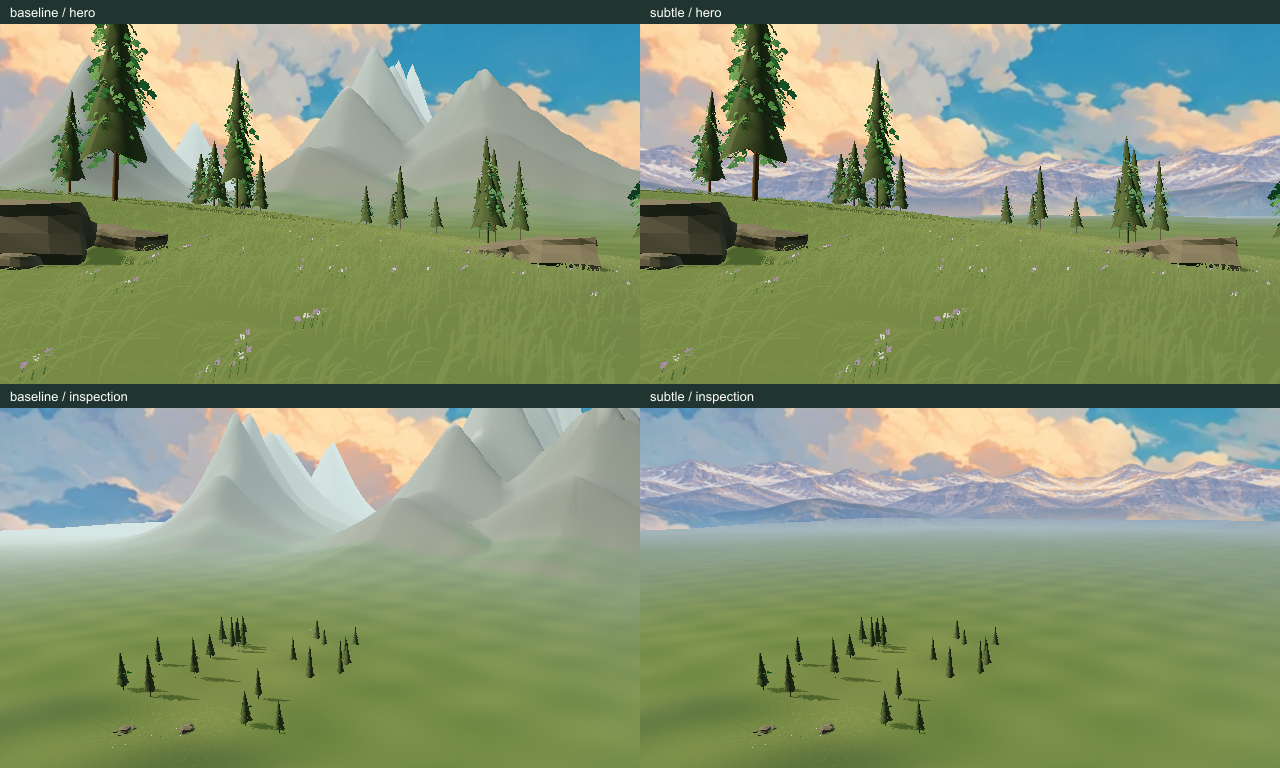 baseline / hero
subtle / hero
baseline / inspection
subtle / inspection